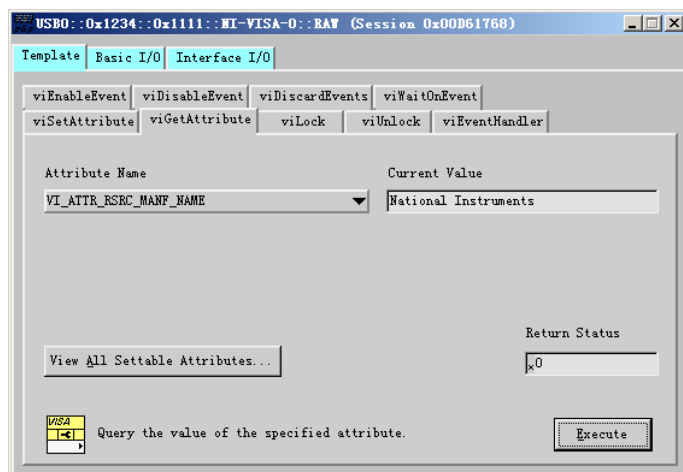 USB0::0x1234::0x1111::NI-VISA-0::RAW (Session 0x00D61768)
Template Basic I/O Interface I/O
viEnableEvent viDisableEvent viDiscardEvents viWaitOnEvent
viSetAttribute viGetAttribute viLock viUnlock viEventHandler
Attribute Name Current Value
VI_ATTR_RSRC_MANF_NAME National Instruments
Return Status
View All Settable Attributes... x0
VISA
Query the value of the specified attribute. Execute